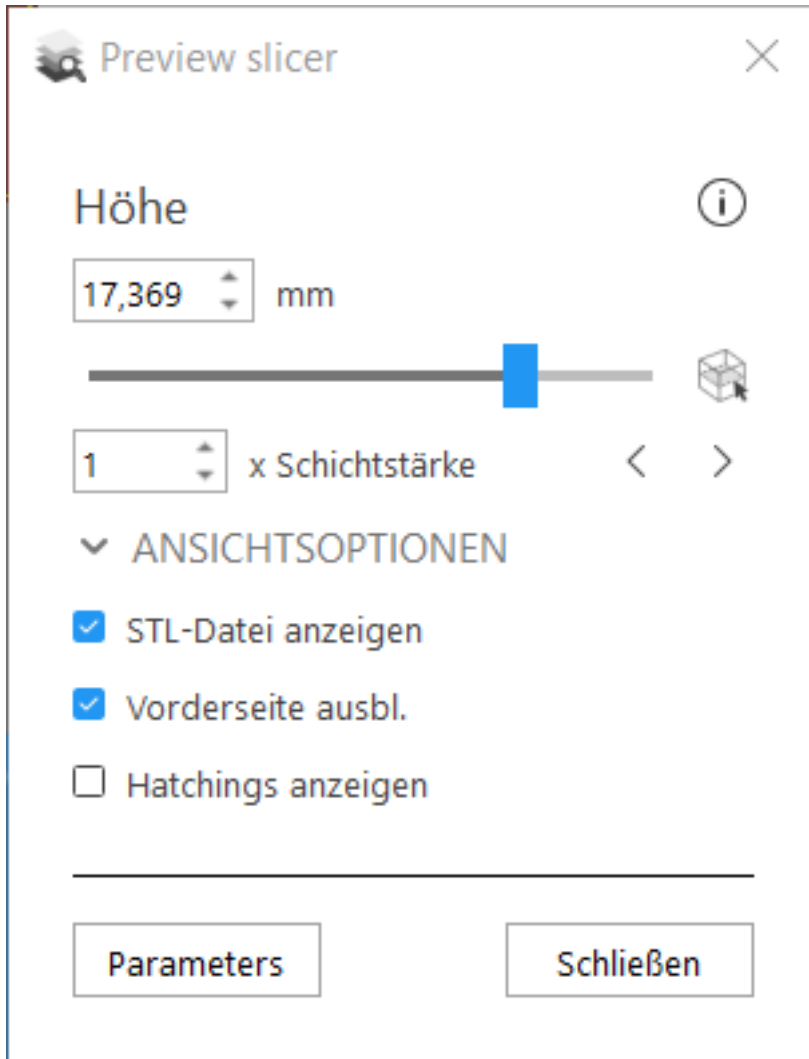 Preview slicer
Höhe
17,369 mm
1 x Schichtstärke
ANSICHTSOPTIONEN
STL-Datei anzeigen
Vorderseite ausbl.
Hatchings anzeigen
Parameters Schließen